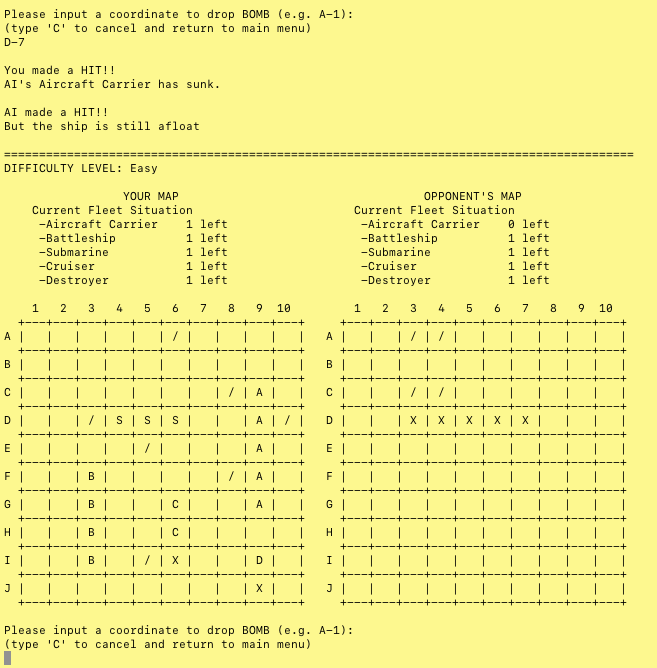 Please input a coordinate to drop BOMB (e.g. A-1):
(type 'C' to cancel and return to main menu)
D-7

You made a HIT!!
AI's Aircraft Carrier has sunk.

AI made a HIT!!
But the ship is still afloat

==========================================================================================
DIFFICULTY LEVEL: Easy

                 YOUR MAP                                   OPPONENT'S MAP
    Current Fleet Situation                       Current Fleet Situation
     -Aircraft Carrier    1 left                   -Aircraft Carrier    0 left
     -Battleship          1 left                   -Battleship          1 left
     -Submarine           1 left                   -Submarine           1 left
     -Cruiser             1 left                   -Cruiser             1 left
     -Destroyer           1 left                   -Destroyer           1 left

    1   2   3   4   5   6   7   8   9  10         1   2   3   4   5   6   7   8   9  10
  +---+---+---+---+---+---+---+---+---+---+     +---+---+---+---+---+---+---+---+---+---+
A |   |   |   |   |   | / |   |   |   |   |   A |   |   | / | / |   |   |   |   |   |   |
  +---+---+---+---+---+---+---+---+---+---+     +---+---+---+---+---+---+---+---+---+---+
B |   |   |   |   |   |   |   |   |   |   |   B |   |   |   |   |   |   |   |   |   |   |
  +---+---+---+---+---+---+---+---+---+---+     +---+---+---+---+---+---+---+---+---+---+
C |   |   |   |   |   |   |   | / | A |   |   C |   |   | / | / |   |   |   |   |   |   |
  +---+---+---+---+---+---+---+---+---+---+     +---+---+---+---+---+---+---+---+---+---+
D |   |   | / | S | S | S |   |   | A | / |   D |   |   | X | X | X | X | X |   |   |   |
  +---+---+---+---+---+---+---+---+---+---+     +---+---+---+---+---+---+---+---+---+---+
E |   |   |   |   | / |   |   |   | A |   |   E |   |   |   |   |   |   |   |   |   |   |
  +---+---+---+---+---+---+---+---+---+---+     +---+---+---+---+---+---+---+---+---+---+
F |   |   | B |   |   |   |   | / | A |   |   F |   |   |   |   |   |   |   |   |   |   |
  +---+---+---+---+---+---+---+---+---+---+     +---+---+---+---+---+---+---+---+---+---+
G |   |   | B |   |   | C |   |   | A |   |   G |   |   |   |   |   |   |   |   |   |   |
  +---+---+---+---+---+---+---+---+---+---+     +---+---+---+---+---+---+---+---+---+---+
H |   |   | B |   |   | C |   |   |   |   |   H |   |   |   |   |   |   |   |   |   |   |
  +---+---+---+---+---+---+---+---+---+---+     +---+---+---+---+---+---+---+---+---+---+
I |   |   | B |   | / | X |   |   | D |   |   I |   |   |   |   |   |   |   |   |   |   |
  +---+---+---+---+---+---+---+---+---+---+     +---+---+---+---+---+---+---+---+---+---+
J |   |   |   |   |   |   |   |   | X |   |   J |   |   |   |   |   |   |   |   |   |   |
  +---+---+---+---+---+---+---+---+---+---+     +---+---+---+---+---+---+---+---+---+---+

Please input a coordinate to drop BOMB (e.g. A-1):
(type 'C' to cancel and return to main menu)